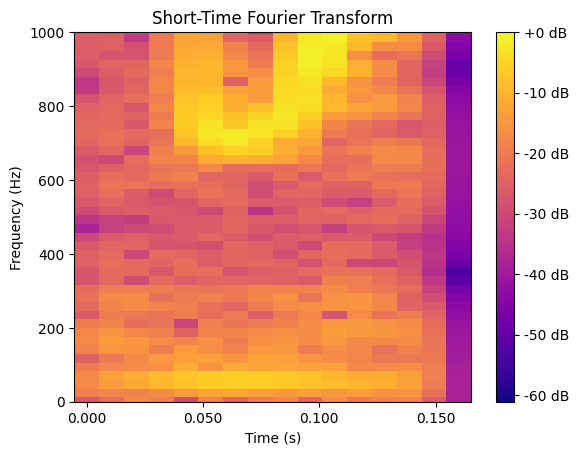 Short-Time Fourier Transform
Frequency (Hz)
1000
800
600
400
200
0
0.000
0.050
0.100
0.150
Time (s)
+0 dB
-10 dB
-20 dB
-30 dB
-40 dB
-50 dB
-60 dB